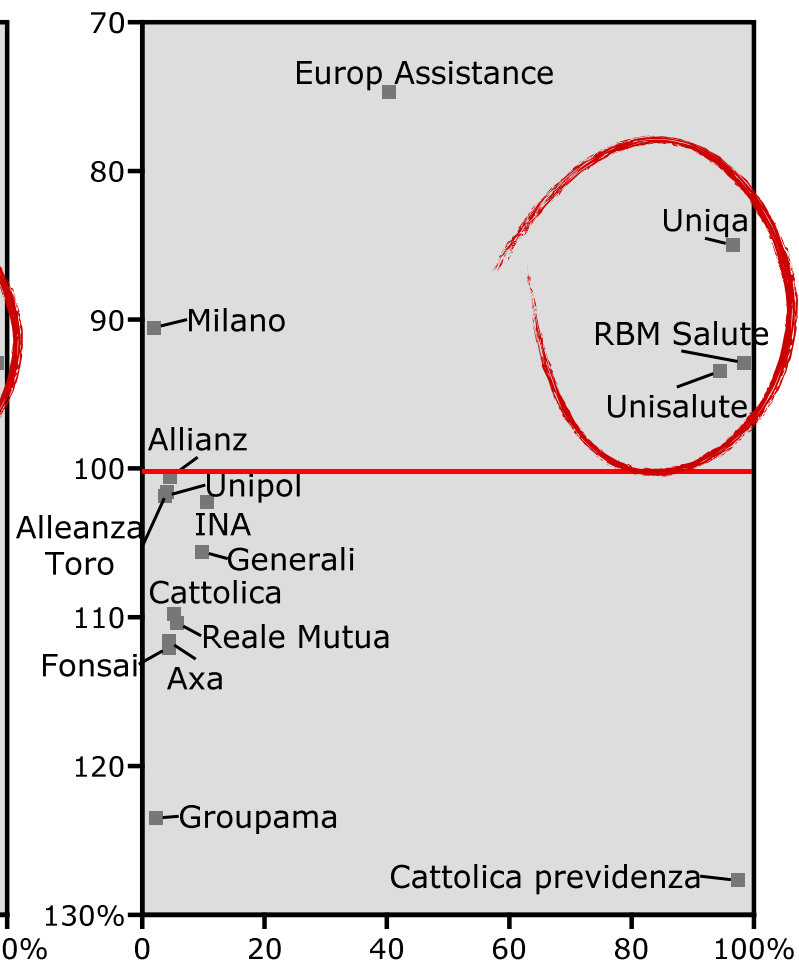 70
Europ Assistance
80
Uniqa
90
Milano
RBM Salute
Unisalute
Allianz
100
Unipol
Alleanza
Toro
INA
Generali
Cattolica
110
Reale Mutua
Fonsai
Axa
120
Groupama
Cattolica previdenza
130%
0%
0 20 40 60 80 100%